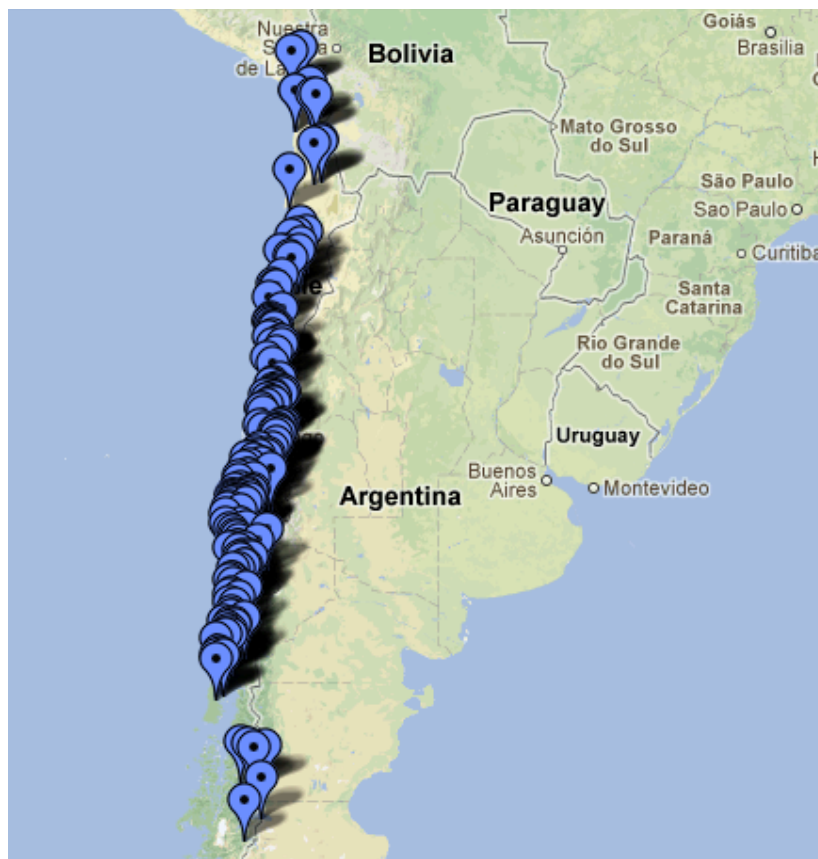 Goiás
Brasilia
Nuestra
Bolivia
de La
Mato Grosso
do Sul
São Paulo
Sao Paulo
Paraguay
Asunción
Paraná
Curitiba
Santa
Catarina
Rio Grande
do Sul
Uruguay
Buenos
Aires
Montevideo
Argentina